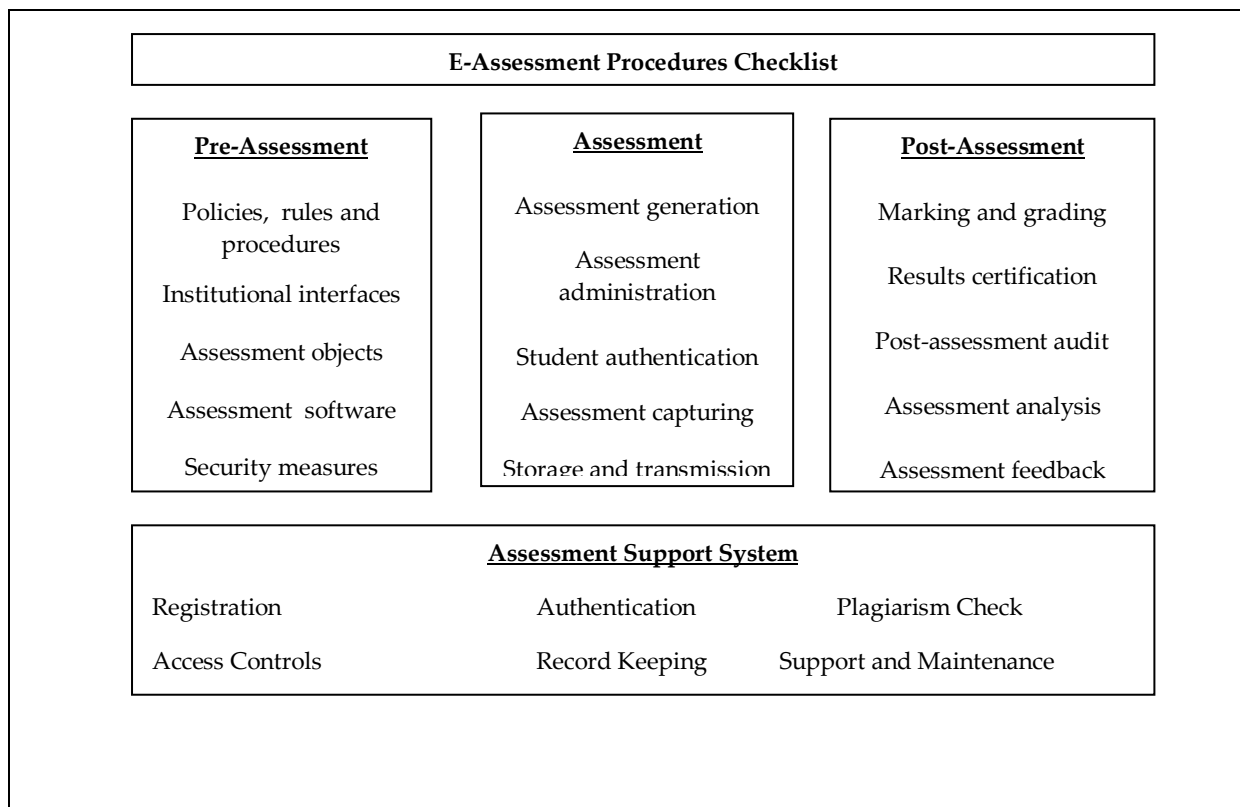 E-Assessment Procedures Checklist
Pre-Assessment
Policies, rules and
procedures
Institutional interfaces
Assessment objects
Assessment software
Security measures
Assessment
Assessment generation
Assessment
administration
Student authentication
Assessment capturing
Storage and transmission
Post-Assessment
Marking and grading
Results certification
Post-assessment audit
Assessment analysis
Assessment feedback
Assessment Support System
Registration Authentication Plagiarism Check
Access Controls Record Keeping Support and Maintenance